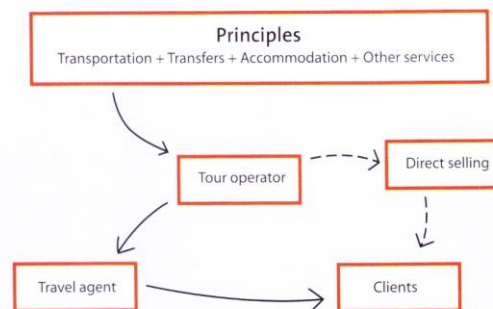 Principles
Transportation + Transfers + Accommodation + Other services
Tour operator
Direct selling
Travel agent
Clients